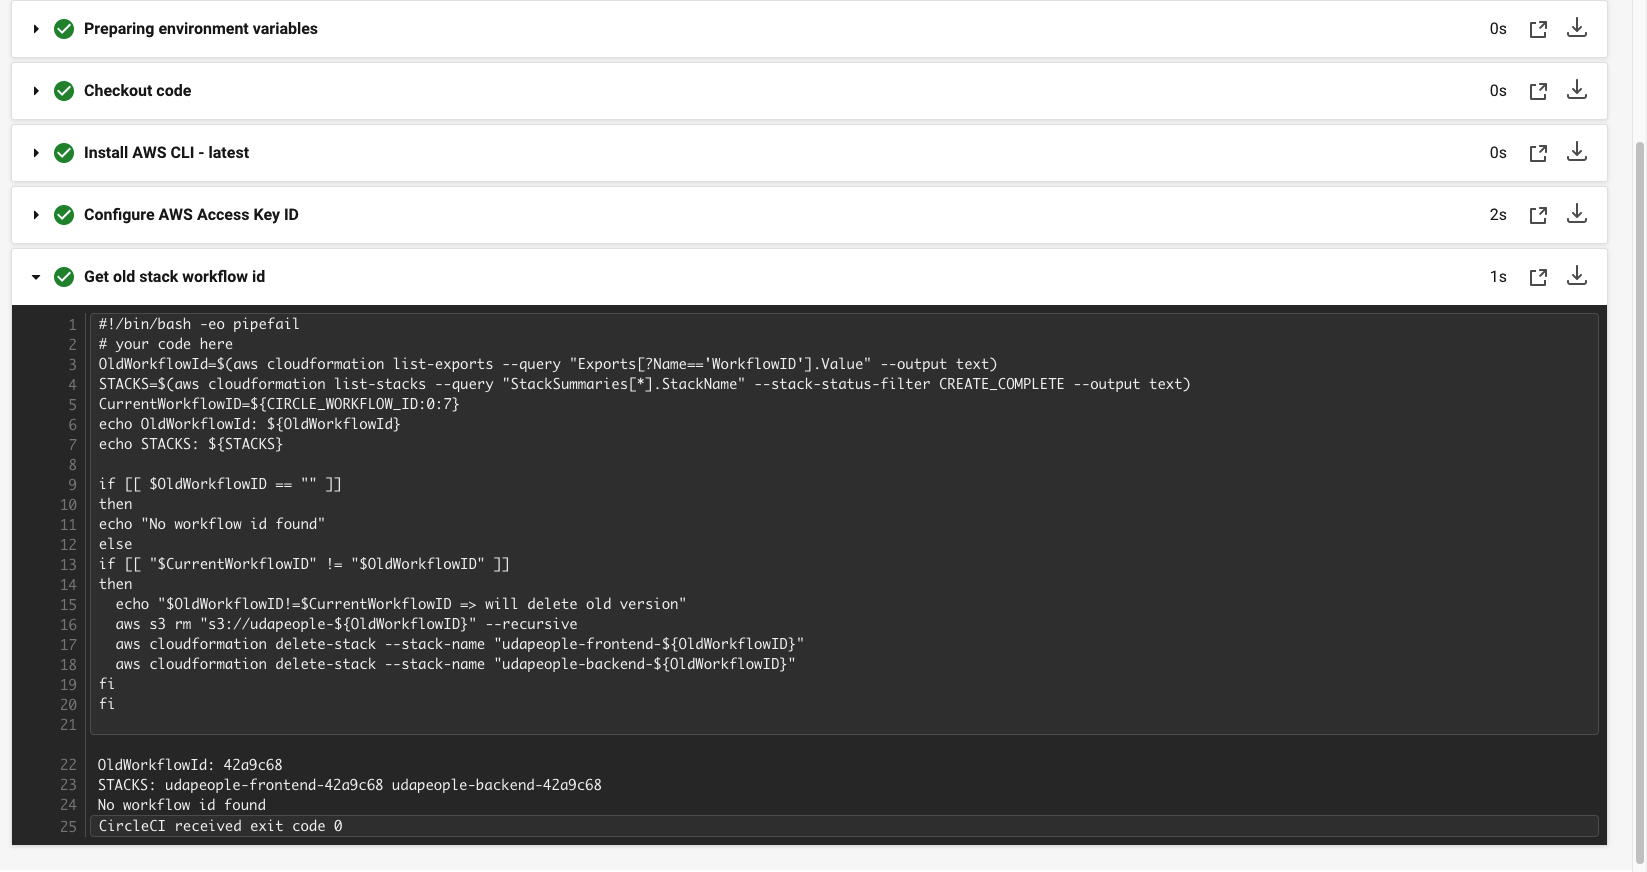 Preparing environment variables 0s
Checkout code 0s
Install AWS CLI - latest 0s
Configure AWS Access Key ID 2s
Get old stack workflow id 1s
1 #!/bin/bash -eo pipefail
2 # your code here
3 OldWorkflowId=$(aws cloudformation list-exports --query "Exports[?Name=='WorkflowID'].Value" --output text)
4 STACKS=$(aws cloudformation list-stacks --query "StackSummaries[*].StackName" --stack-status-filter CREATE_COMPLETE --output text)
5 CurrentWorkflowID=${CIRCLE_WORKFLOW_ID:0:7}
6 echo OldWorkflowId: ${OldWorkflowId}
7 echo STACKS: ${STACKS}
8
9 if [[ $OldWorkflowID == "" ]]
10 then
11 echo "No workflow id found"
12 else
13 if [[ "$CurrentWorkflowID" != "$OldWorkflowID" ]]
14 then
15   echo "$OldWorkflowID!=$CurrentWorkflowID => will delete old version"
16   aws s3 rm "s3://udapeople-${OldWorkflowID}" --recursive
17   aws cloudformation delete-stack --stack-name "udapeople-frontend-${OldWorkflowID}"
18   aws cloudformation delete-stack --stack-name "udapeople-backend-${OldWorkflowID}"
19 fi
20 fi
21
22 OldWorkflowId: 42a9c68
23 STACKS: udapeople-frontend-42a9c68 udapeople-backend-42a9c68
24 No workflow id found
25 CircleCI received exit code 0